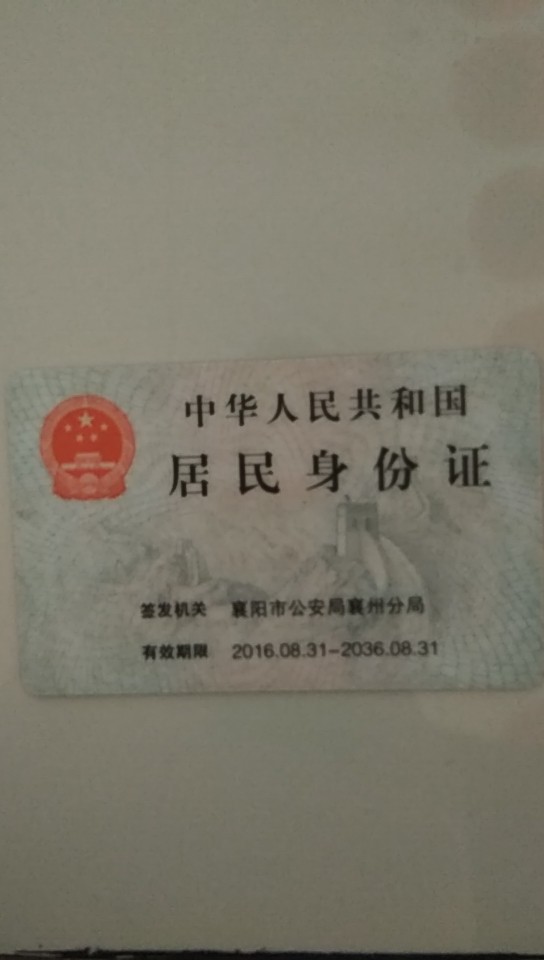 中华人民共和国
居民身份证
签发机关 襄阳市公安局襄州分局
有效期限 2016.08.31-2036.08.31